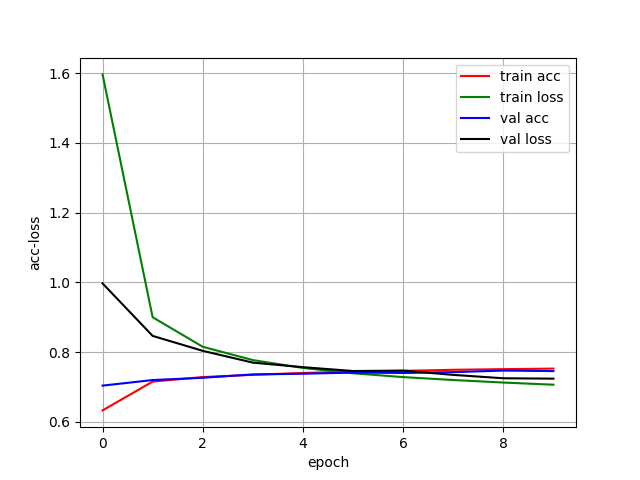 train acc
train loss
val acc
val loss
acc-loss
1.6
1.4
1.2
1.0
0.8
0.6
0 2 4 6 8
epoch